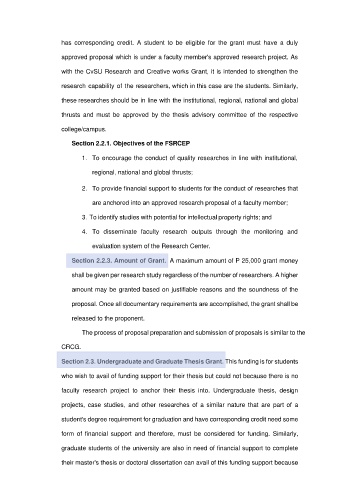 has corresponding credit. A student to be eligible for the grant must have a duly
approved proposal which is under a faculty member's approved research project. As
with the CvSU Research and Creative works Grant, it is intended to strengthen the
research capability of the researchers, which in this case are the students. Similarly,
these researches should be in line with the institutional, regional, national and global
thrusts and must be approved by the thesis advisory committee of the respective
college/campus.
Section 2.2.1. Objectives of the FSRCEP
1. To encourage the conduct of quality researches in line with institutional,
regional, national and global thrusts;
2. To provide financial support to students for the conduct of researches that
are anchored into an approved research proposal of a faculty member;
3. To identify studies with potential for intellectual property rights; and
4. To disseminate faculty research outputs through the monitoring and
evaluation system of the Research Center.
Section 2.2.3. Amount of Grant. A maximum amount of P 25,000 grant money
shall be given per research study regardless of the number of researchers. A higher
amount may be granted based on justifiable reasons and the soundness of the
proposal. Once all documentary requirements are accomplished, the grant shall be
released to the proponent.
The process of proposal preparation and submission of proposals is similar to the
CRCG.
Section 2.3. Undergraduate and Graduate Thesis Grant. This funding is for students
who wish to avail of funding support for their thesis but could not because there is no
faculty research project to anchor their thesis into. Undergraduate thesis, design
projects, case studies, and other researches of a similar nature that are part of a
student's degree requirement for graduation and have corresponding credit need some
form of financial support and therefore, must be considered for funding. Similarly,
graduate students of the university are also in need of financial support to complete
their master's thesis or doctoral dissertation can avail of this funding support because